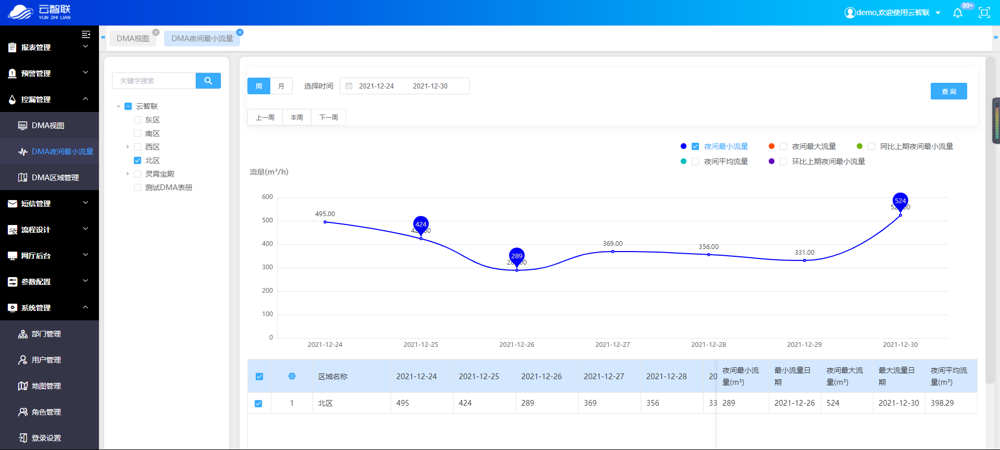 云智联
YUN ZHI LIAN
demo,欢迎使用云智联
99+
报表管理
预警管理
控漏管理
DMA视图
DMA夜间最小流量
DMA区域管理
短信管理
流程设计
网厅后台
参数配置
系统管理
部门管理
用户管理
地图管理
角色管理
登录设置
DMA视图
DMA夜间最小流量
关键字搜索
云智联
东区
南区
西区
北区
灵霄宝殿
测试DMA表册
周
月
选择时间
2021-12-24
2021-12-30
查 询
上一周
本周
下一周
夜间最小流量
夜间最大流量
同比上期夜间最小流量
夜间平均流量
环比上期夜间最小流量
流量(m³/h)
600
500
400
300
200
100
0
495.00
424
289
369.00
356.00
331.00
524
2021-12-24
2021-12-25
2021-12-26
2021-12-27
2021-12-28
2021-12-29
2021-12-30
区域名称
2021-12-24
2021-12-25
2021-12-26
2021-12-27
2021-12-28
20
夜间最小流
量(m³)
最小流量日
期
夜间最大流
量(m³)
最大流量日
期
夜间平均流
量(m³)
1
北区
495
424
289
369
356
33
289
2021-12-26
524
2021-12-30
398.29